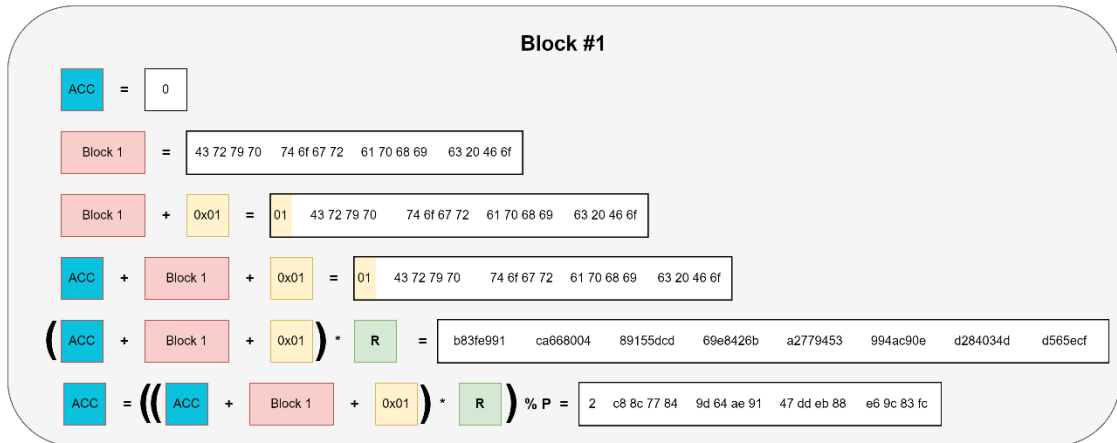 Block #1
ACC = 0
Block 1 = 43 72 79 70 74 6f 67 72 61 70 68 69 63 20 46 6f
Block 1 + 0x01 = 01 43 72 79 70 74 6f 67 72 61 70 68 69 63 20 46 6f
ACC + Block 1 + 0x01 = 01 43 72 79 70 74 6f 67 72 61 70 68 69 63 20 46 6f
( ACC + Block 1 + 0x01 ) * R = b83fe991 ca668004 89155dcd 69e8426b a2779453 994ac90e d284034d d565ecf
ACC = ( ( ACC + Block 1 + 0x01 ) * R ) % P = 2 c8 8c 77 84 9d 64 ae 91 47 dd eb 88 e6 9c 83 fc